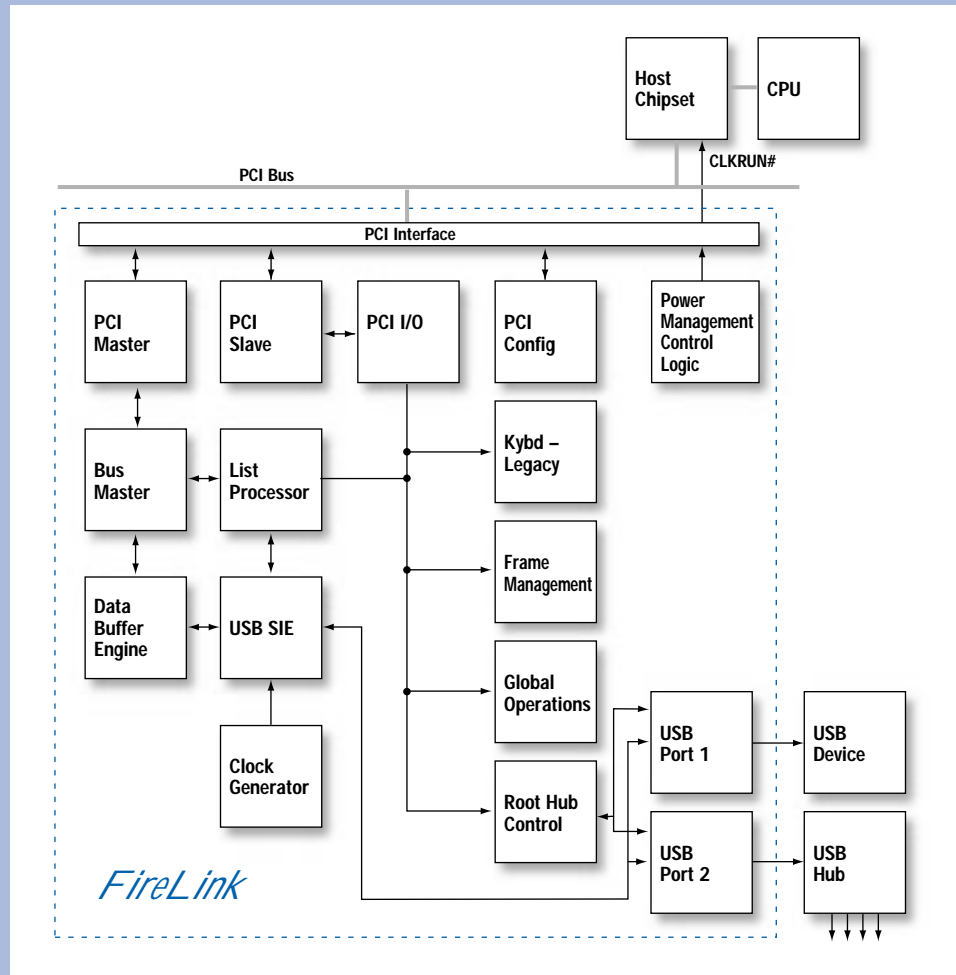 Host
Chipset
CPU
CLKRUN#
PCI Bus
PCI Interface
PCI
Master
PCI
Slave
PCI I/O
PCI
Config
Power
Management
Control
Logic
Bus
Master
List
Processor
Kybd –
Legacy
Data
Buffer
Engine
USB SIE
Frame
Management
Clock
Generator
Global
Operations
USB
Port 1
USB
Device
Root Hub
Control
USB
Port 2
USB
Hub
FireLink